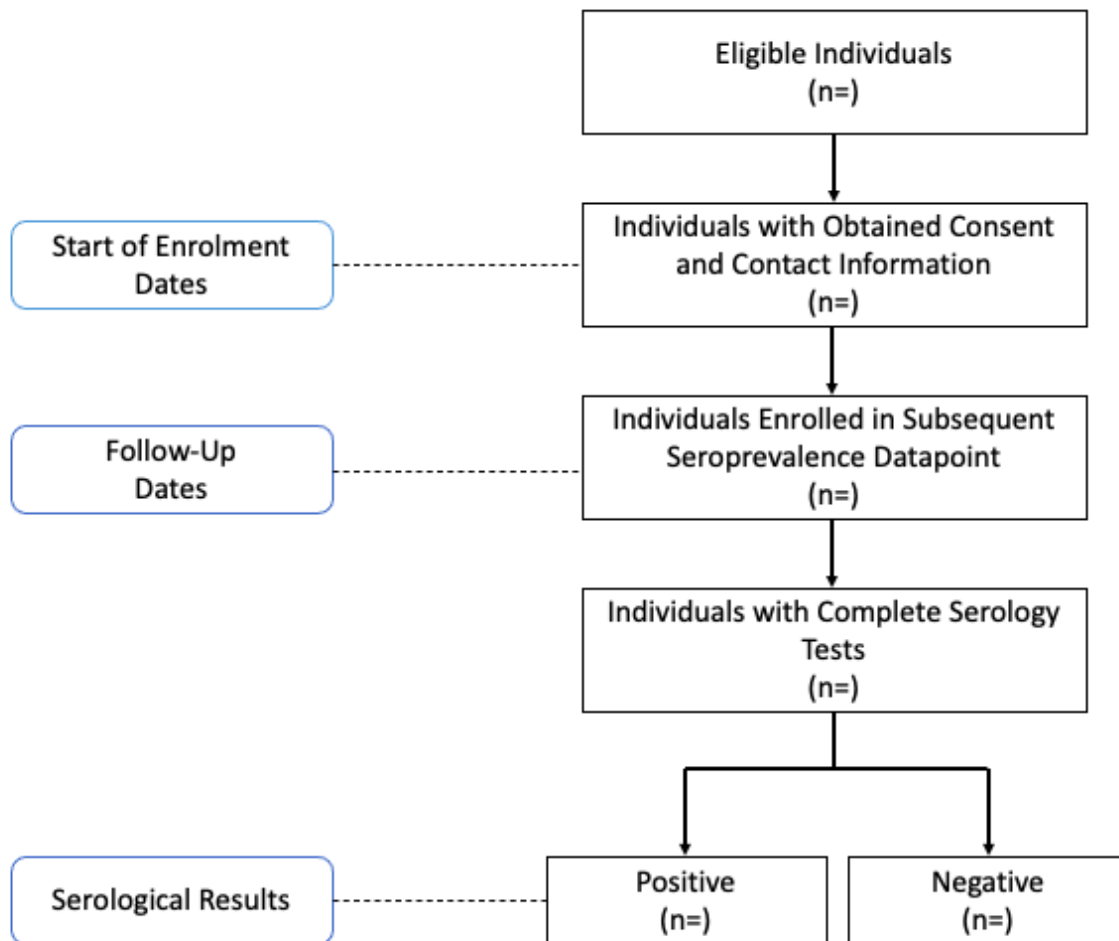 Eligible Individuals
(n=)
Start of Enrolment
Dates
Individuals with Obtained Consent
and Contact Information
(n=)
Follow-Up
Dates
Individuals Enrolled in Subsequent
Seroprevalence Datapoint
(n=)
Individuals with Complete Serology
Tests
(n=)
Serological Results
Positive
(n=)
Negative
(n=)